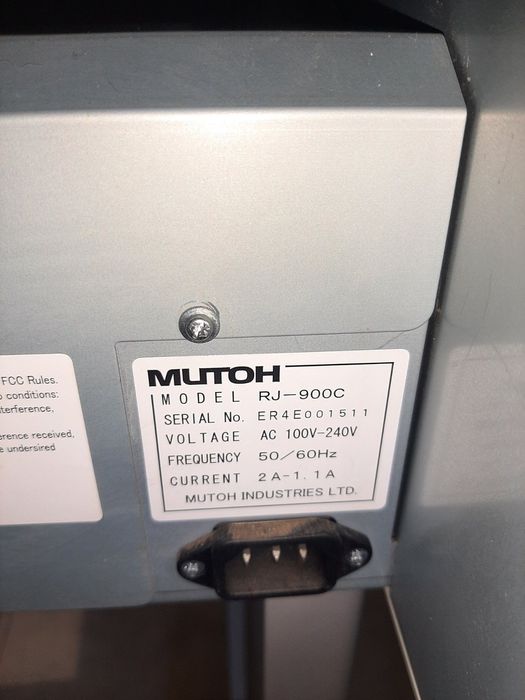 FCC Rules.
conditions:
terference,
erence received,
undersired
MUTOH
MODEL RJ-900C
SERIAL No. ER4E001511
VOLTAGE AC 100V-240V
FREQUENCY 50/60Hz
CURRENT 2A-1.1A
MUTOH INDUSTRIES LTD.